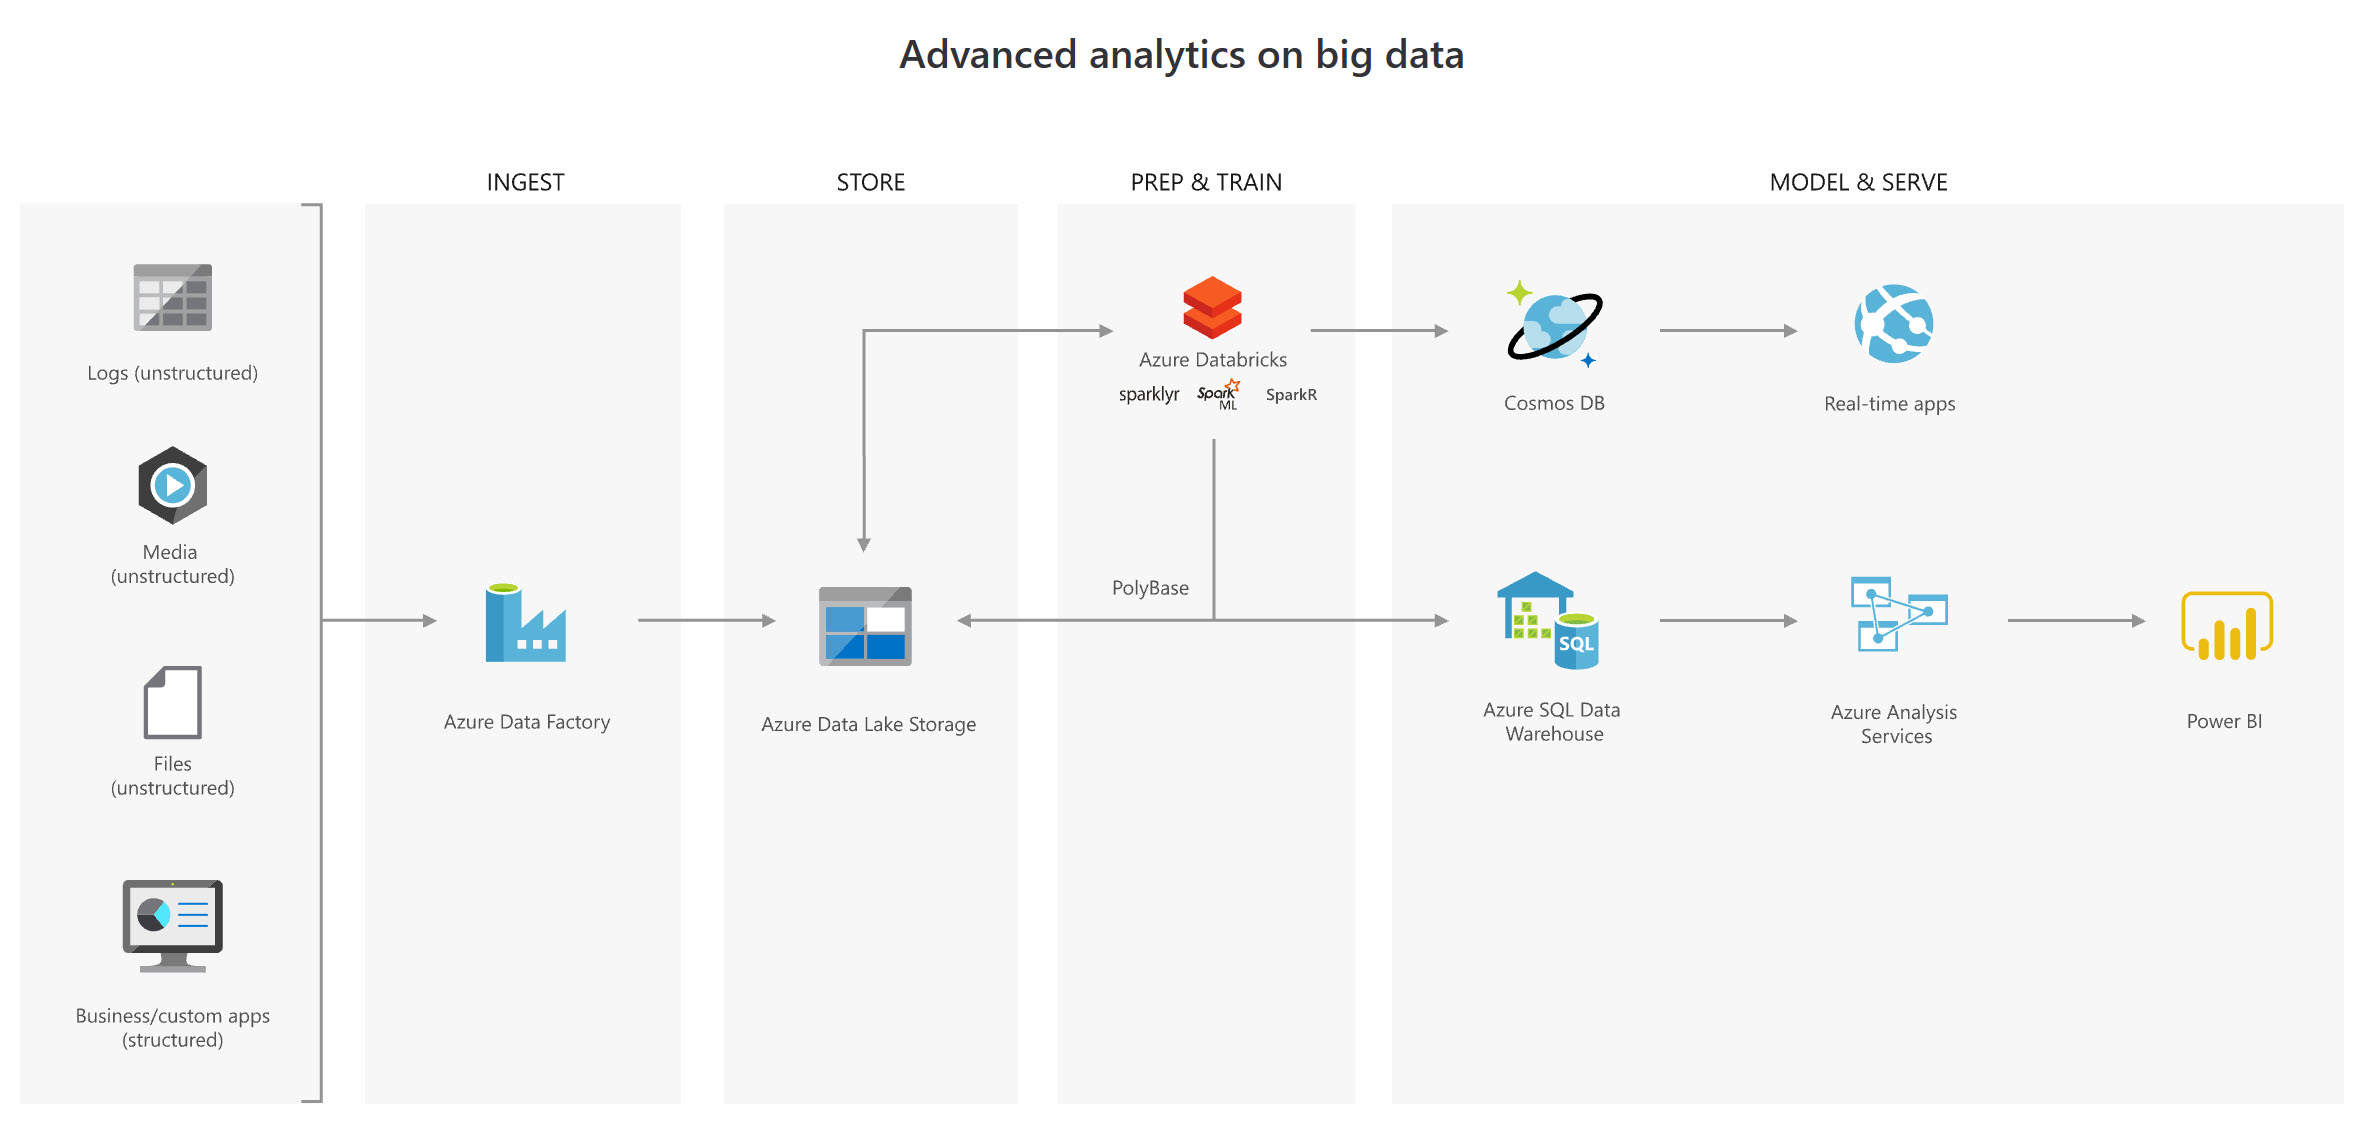 Advanced analytics on big data
INGEST
STORE
PREP & TRAIN
MODEL & SERVE
Logs (unstructured)
Media
(unstructured)
Files
(unstructured)
Business/custom apps
(structured)
Azure Data Factory
Azure Data Lake Storage
Azure Databricks
sparklyr
Spark
ML
SparkR
PolyBase
Cosmos DB
Real-time apps
SQL
Azure SQL Data
Warehouse
Azure Analysis
Services
Power BI